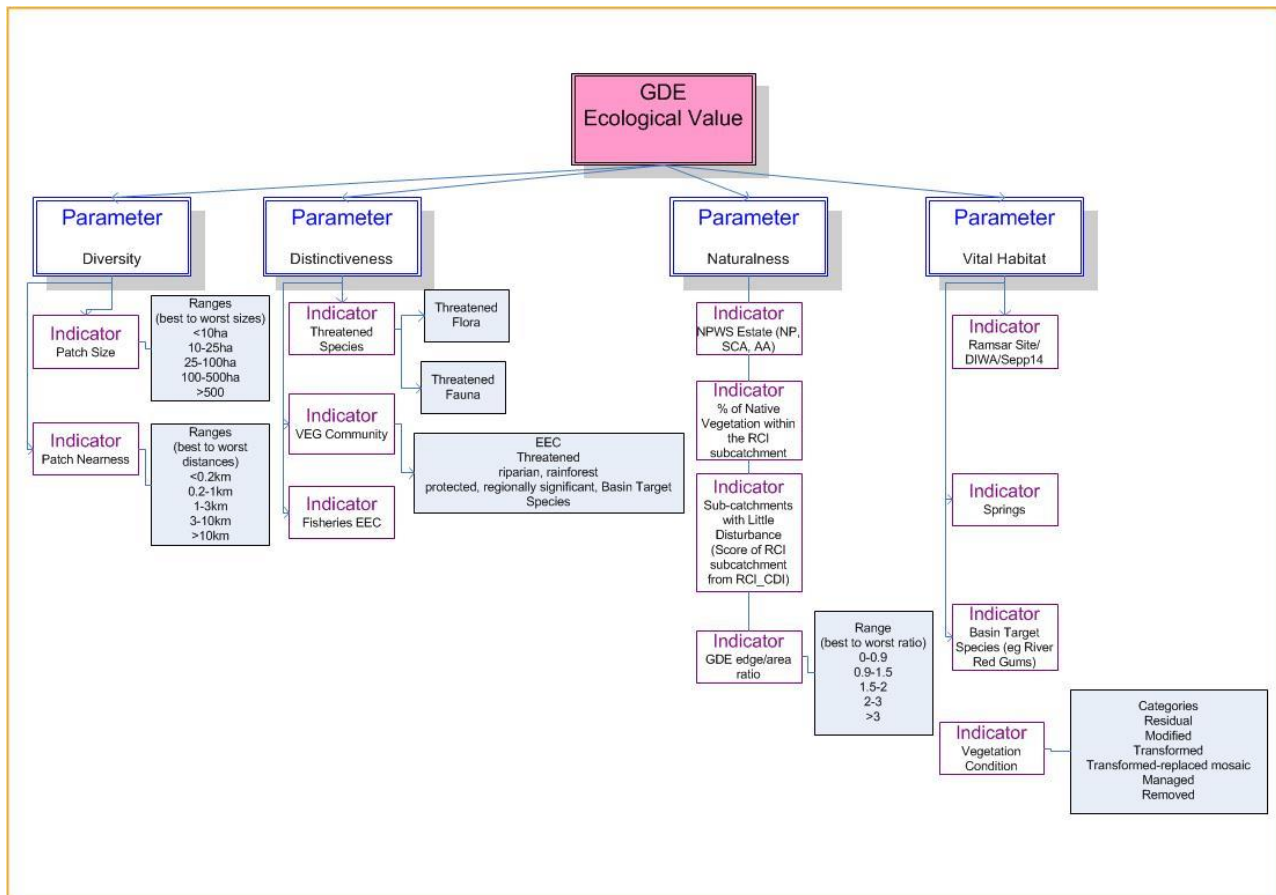 GDE
Ecological Value
Parameter
Diversity
Indicator
Patch Size
Ranges
(best to worst sizes)
<10ha
10-25ha
25-100ha
100-500ha
>500
Indicator
Patch Nearness
Ranges
(best to worst
distances)
<0.2km
0.2-1km
1-3km
3-10km
>10km
Parameter
Distinctiveness
Indicator
Threatened
Species
Threatened
Flora
Threatened
Fauna
Indicator
VEG Community
EEC
Threatened
riparian, rainforest
protected, regionally significant, Basin Target
Species
Indicator
Fisheries EEC
Parameter
Naturalness
Indicator
NPWS Estate (NP,
SCA, AA)
Indicator
% of Native
Vegetation within
the RCI
subcatchment
Indicator
Sub-catchments
with Little
Disturbance
(Score of RCI
subcatchment
from RCI_CDI)
Indicator
GDE edge/area
ratio
Range
(best to worst ratio)
0-0.9
0.9-1.5
1.5-2
2-3
>3
Parameter
Vital Habitat
Indicator
Ramsar Site/
DIWA/Sepp14
Indicator
Springs
Indicator
Basin Target
Species (eg River
Red Gums)
Indicator
Vegetation
Condition
Categories
Residual
Modified
Transformed
Transformed-replaced mosaic
Managed
Removed